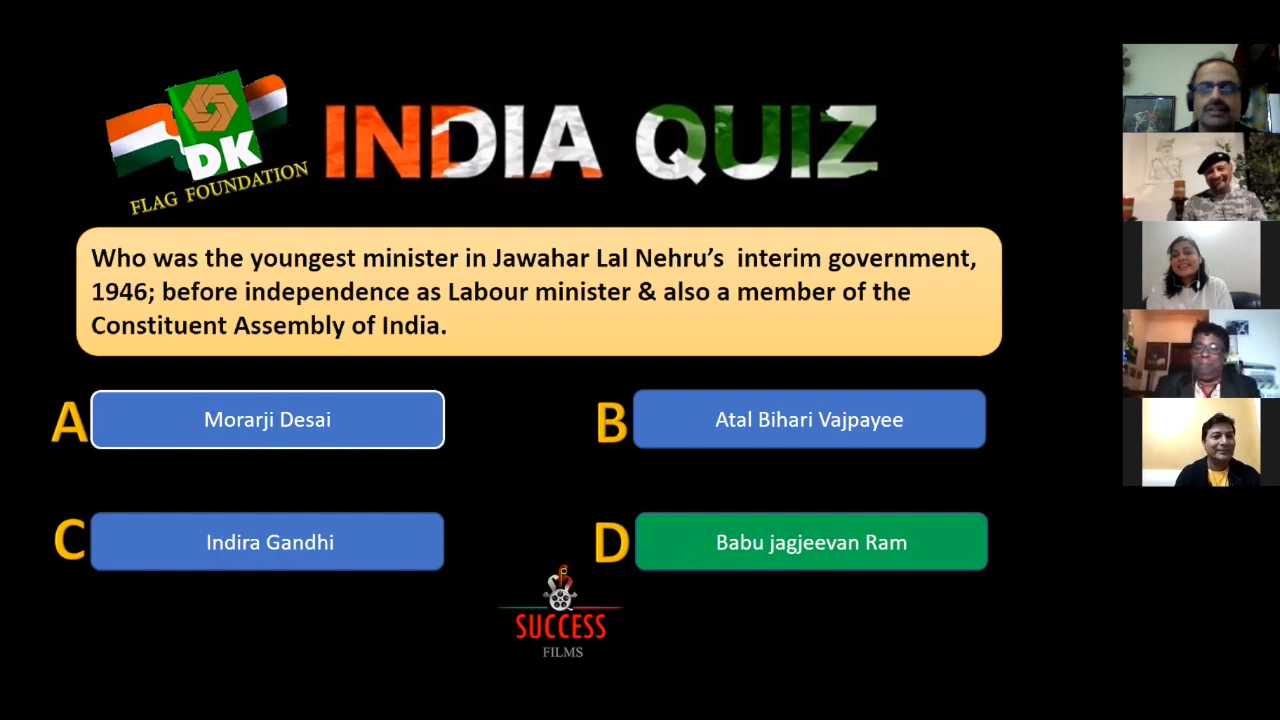 DK
FLAG FOUNDATION
INDIA QUIZ
Who was the youngest minister in Jawahar Lal Nehru’s  interim government,
1946; before independence as Labour minister & also a member of the
Constituent Assembly of India.
A Morarji Desai
B Atal Bihari Vajpayee
C Indira Gandhi
D Babu jagjeevan Ram
SUCCESS
FILMS